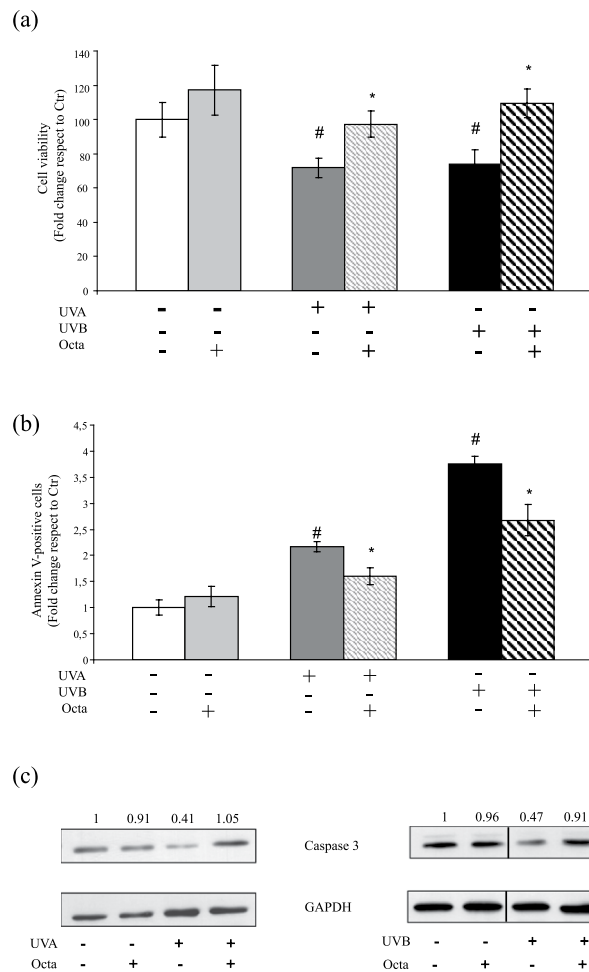 (a)
140
120
100
80
60
40
20
0
Cell viability
(Fold change respect to Ctr)
# * # *
UVA - - + + - -
UVB - - - - + +
Octa - + - + - +
(b)
4,5
4
3,5
3
2,5
2
1,5
1
0,5
0
Annexin V-positive cells
(Fold change respect to Ctr)
# * # *
UVA - - + + - -
UVB - - - - + +
Octa - + - + - +
(c)
1 0.91 0.41 1.05 1 0.96 0.47 0.91
Caspase 3
GAPDH
UVA - - + + UVB - - + +
Octa - + - + Octa - + - +